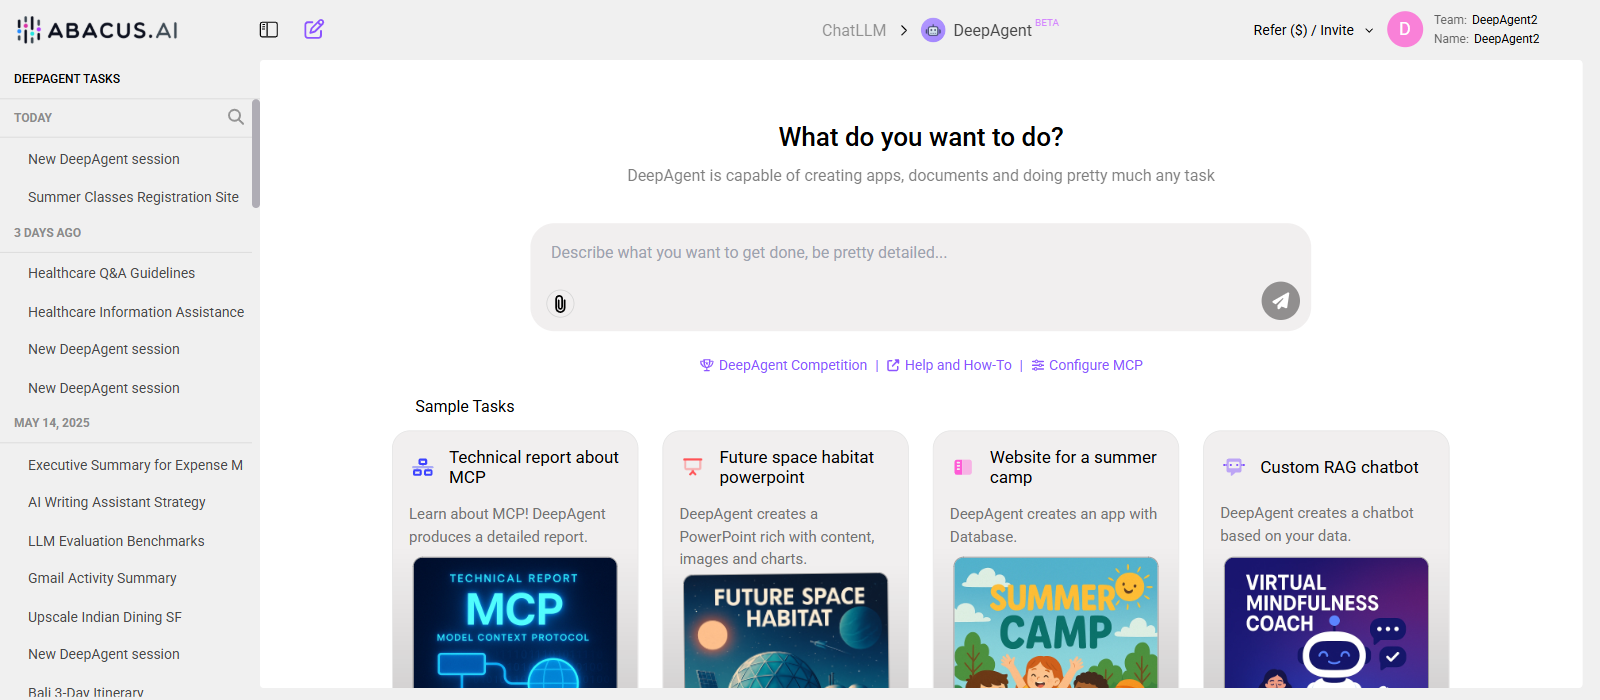 ABACUS.AI
ChatLLM > DeepAgent BETA
Refer ($) / Invite
D
Team: DeepAgent2
Name: DeepAgent2
DEEPAGENT TASKS
TODAY
New DeepAgent session
Summer Classes Registration Site
3 DAYS AGO
Healthcare Q&A Guidelines
Healthcare Information Assistance
New DeepAgent session
New DeepAgent session
MAY 14, 2025
Executive Summary for Expense M
AI Writing Assistant Strategy
LLM Evaluation Benchmarks
Gmail Activity Summary
Upscale Indian Dining SF
New DeepAgent session
Bali 3-Day Itinerary
What do you want to do?
DeepAgent is capable of creating apps, documents and doing pretty much any task
Describe what you want to get done, be pretty detailed...
DeepAgent Competition | Help and How-To | Configure MCP
Sample Tasks
Technical report about
MCP
Learn about MCP! DeepAgent
produces a detailed report.
TECHNICAL REPORT
MCP
MODEL CONTEXT PROTOCOL
Future space habitat
powerpoint
DeepAgent creates a
PowerPoint rich with content,
images and charts.
FUTURE SPACE
HABITAT
Website for a summer
camp
DeepAgent creates an app with
Database.
SUMMER
CAMP
Custom RAG chatbot
DeepAgent creates a chatbot
based on your data.
VIRTUAL
MINDFULNESS
COACH